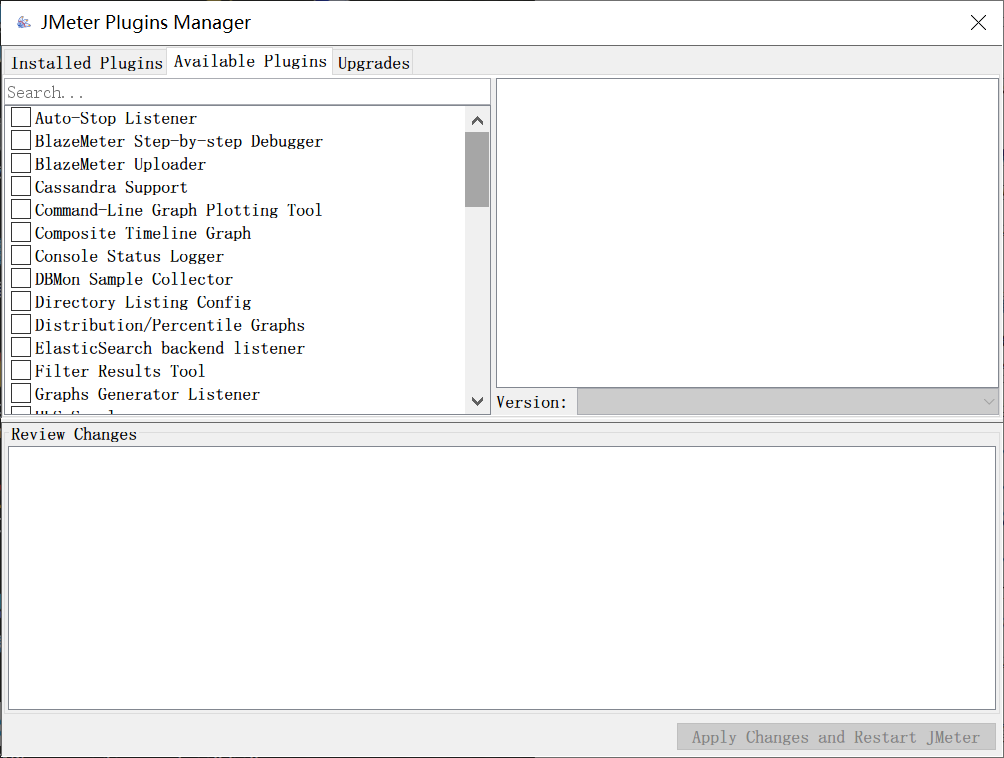 JMeter Plugins Manager
Installed Plugins Available Plugins Upgrades
Search...
Auto-Stop Listener
BlazeMeter Step-by-step Debugger
BlazeMeter Uploader
Cassandra Support
Command-Line Graph Plotting Tool
Composite Timeline Graph
Console Status Logger
DBMon Sample Collector
Directory Listing Config
Distribution/Percentile Graphs
ElasticSearch backend listener
Filter Results Tool
Graphs Generator Listener
Version:
Review Changes
Apply Changes and Restart JMeter